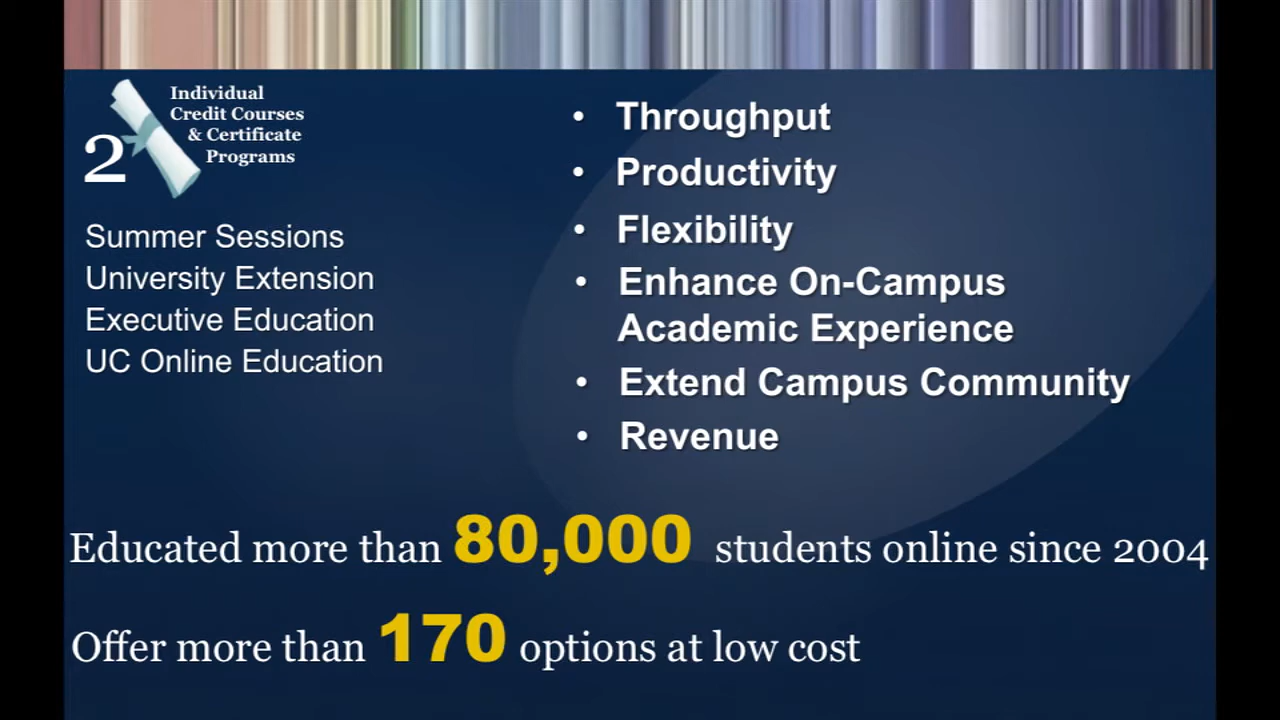 2
Individual
Credit Courses
& Certificate
Programs
Summer Sessions
University Extension
Executive Education
UC Online Education
• Throughput
• Productivity
• Flexibility
• Enhance On-Campus
Academic Experience
• Extend Campus Community
• Revenue
Educated more than 80,000 students online since 2004
Offer more than 170 options at low cost